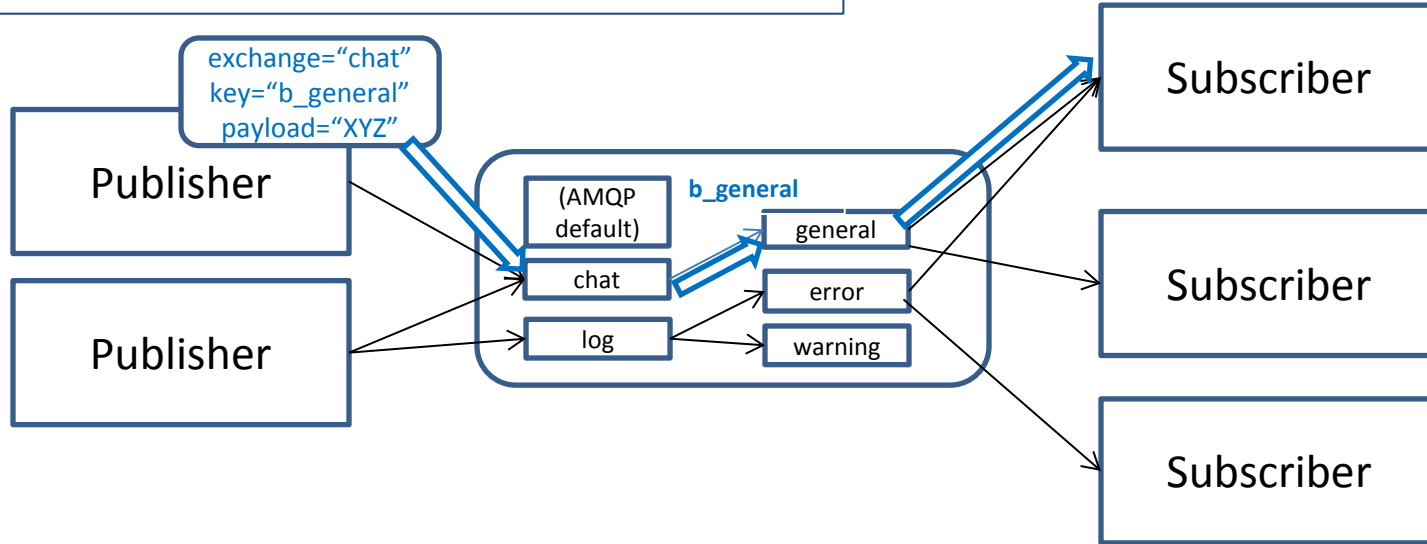 exchange=“chat”
key=“b_general”
payload=“XYZ”
Publisher
Publisher
(AMQP
default)
chat
log
b_general
general
error
warning
Subscriber
Subscriber
Subscriber